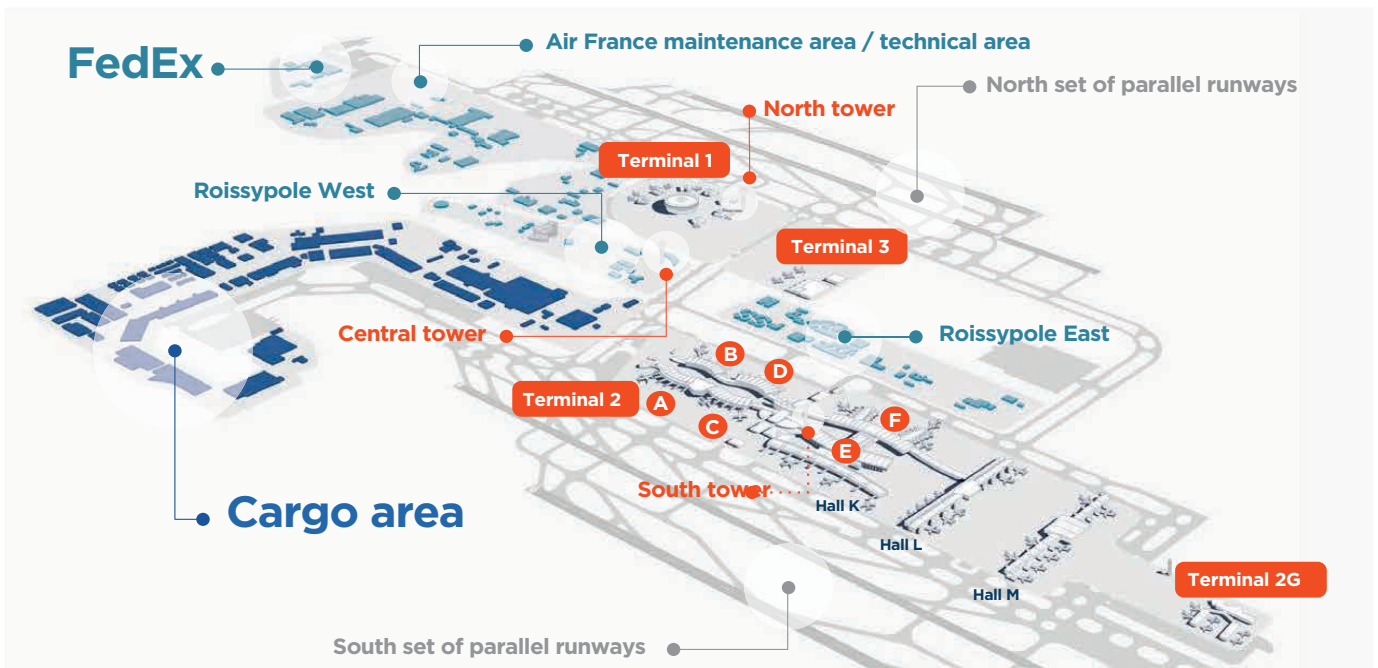 Air France maintenance area / technical area
FedEx
North set of parallel runways
North tower
Terminal 1
Roissypole West
Terminal 3
Central tower
Roissypole East
B
D
Terminal 2
A
C
F
E
South tower
Hall K
Cargo area
Hall L
Terminal 2G
Hall M
South set of parallel runways